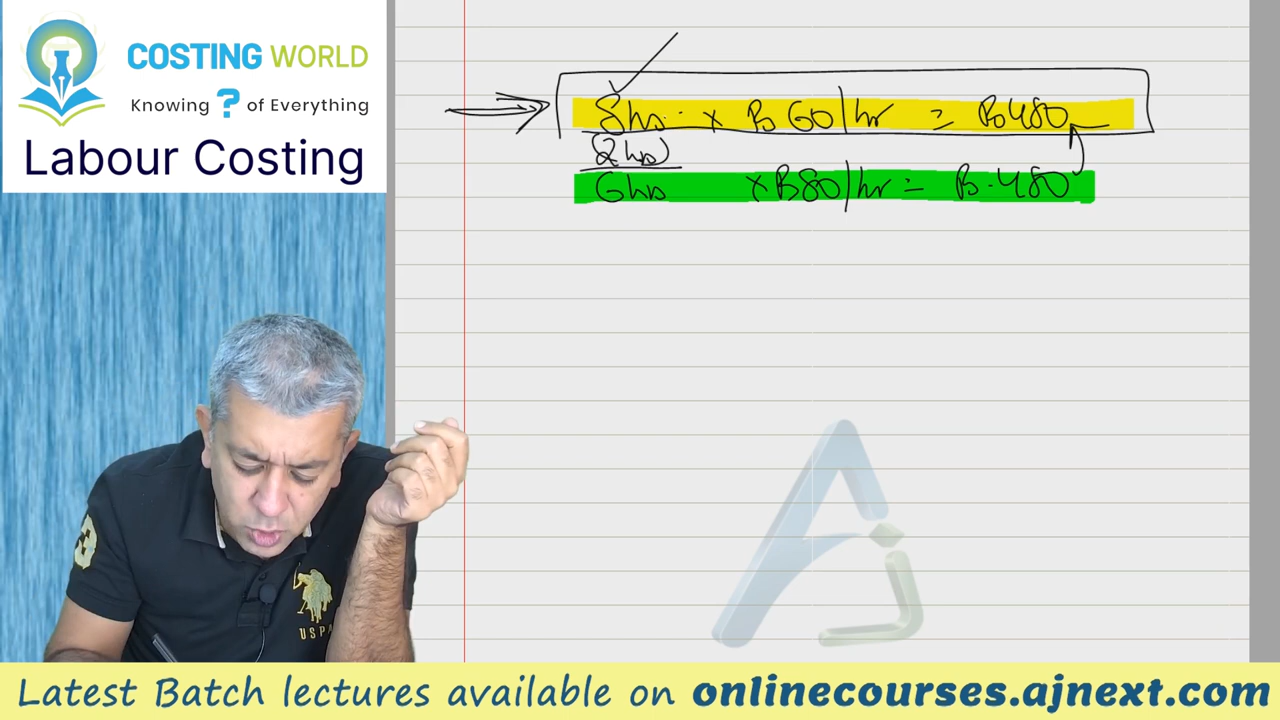 COSTING WORLD
Knowing ? of Everything
Labour Costing
8hrs. x Rs 60/hr = Rs 480
(2hrs)
6hrs x Rs 80/hr = Rs. 480
3
USPA
Latest Batch lectures available on onlinecourses.ajnext.com